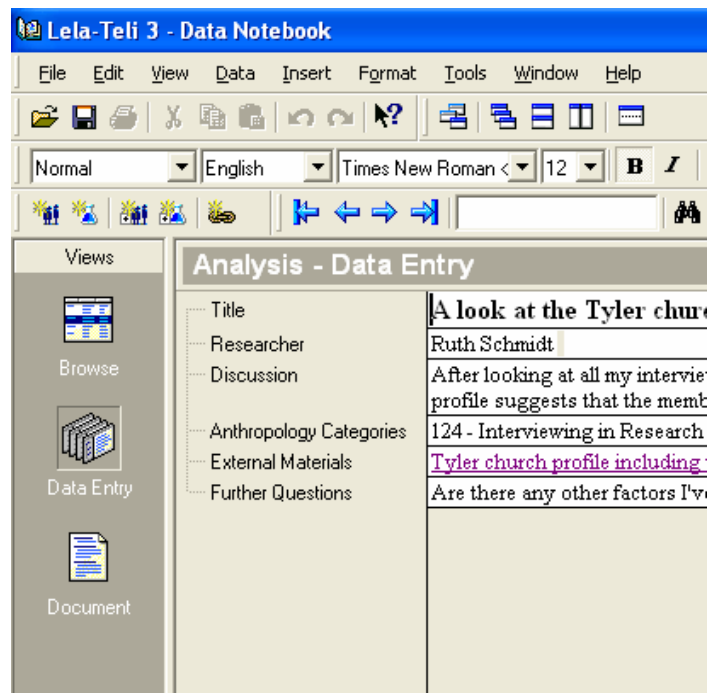 Lela-Teli 3 - Data Notebook
File Edit View Data Insert Format Tools Window Help
Normal English Times New Roman < 12 B I
Views
Analysis - Data En
Browse
Data Entry
Document
Title A look at the Tyler churc
Researcher Ruth Schmidt
Discussion After looking at all my intervie
profile suggests that the memb
Anthropology Categories 124 - Interviewing in Research
External Materials Tyler church profile including
Further Questions Are there any other factors I've